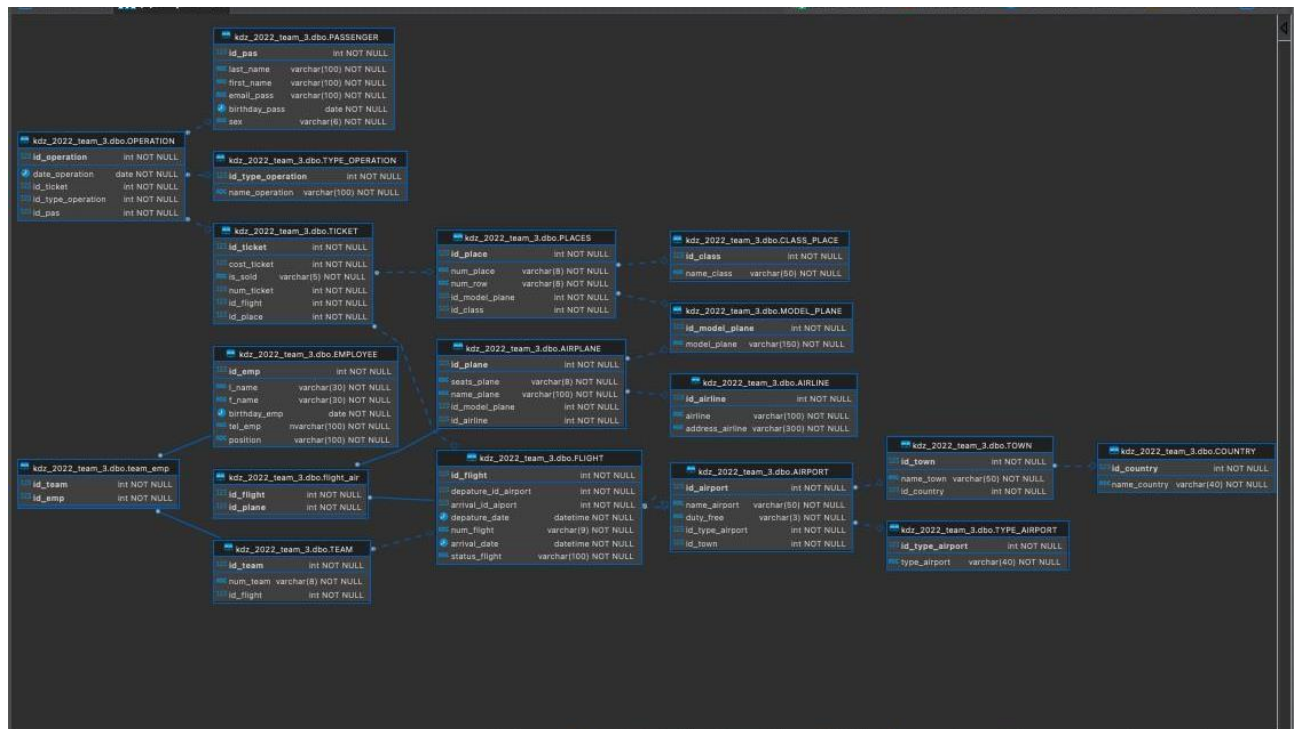 kdz_2022_team_3.dbo.PASSENGER
id_pas int NOT NULL
last_name varchar(100) NOT NULL
first_name varchar(100) NOT NULL
email_pass varchar(100) NOT NULL
birthday_pass date NOT NULL
sex varchar(6) NOT NULL
kdz_2022_team_3.dbo.OPERATION
id_operation int NOT NULL
date_operation date NOT NULL
id_ticket int NOT NULL
id_type_operation int NOT NULL
id_pas int NOT NULL
kdz_2022_team_3.dbo.TYPE_OPERATION
id_type_operation int NOT NULL
name_operation varchar(100) NOT NULL
kdz_2022_team_3.dbo.TICKET
id_ticket int NOT NULL
cost_ticket int NOT NULL
is_sold varchar(5) NOT NULL
num_ticket int NOT NULL
id_flight int NOT NULL
id_place int NOT NULL
kdz_2022_team_3.dbo.PLACES
id_place int NOT NULL
num_place varchar(8) NOT NULL
num_row varchar(8) NOT NULL
id_model_plane int NOT NULL
id_class int NOT NULL
kdz_2022_team_3.dbo.CLASS_PLACE
id_class int NOT NULL
name_class varchar(50) NOT NULL
kdz_2022_team_3.dbo.MODEL_PLANE
id_model_plane int NOT NULL
model_plane varchar(150) NOT NULL
kdz_2022_team_3.dbo.EMPLOYEE
id_emp int NOT NULL
l_name varchar(30) NOT NULL
f_name varchar(30) NOT NULL
birthday_emp date NOT NULL
tel_emp nvarchar(100) NOT NULL
position varchar(100) NOT NULL
kdz_2022_team_3.dbo.AIRPLANE
id_plane int NOT NULL
seats_plane varchar(8) NOT NULL
name_plane varchar(100) NOT NULL
id_model_plane int NOT NULL
id_airline int NOT NULL
kdz_2022_team_3.dbo.AIRLINE
id_airline int NOT NULL
airline varchar(100) NOT NULL
address_airline varchar(300) NOT NULL
kdz_2022_team_3.dbo.team_emp
id_team int NOT NULL
id_emp int NOT NULL
kdz_2022_team_3.dbo.flight_air
id_flight int NOT NULL
id_plane int NOT NULL
kdz_2022_team_3.dbo.FLIGHT
id_flight int NOT NULL
depature_id_airport int NOT NULL
arrival_id_aiport int NOT NULL
depature_date datetime NOT NULL
num_flight varchar(9) NOT NULL
arrival_date datetime NOT NULL
status_flight varchar(100) NOT NULL
kdz_2022_team_3.dbo.AIRPORT
id_airport int NOT NULL
name_airport varchar(50) NOT NULL
duty_free varchar(3) NOT NULL
id_type_airport int NOT NULL
id_town int NOT NULL
kdz_2022_team_3.dbo.TOWN
id_town int NOT NULL
name_town varchar(50) NOT NULL
id_country int NOT NULL
kdz_2022_team_3.dbo.COUNTRY
id_country int NOT NULL
name_country varchar(40) NOT NULL
kdz_2022_team_3.dbo.TYPE_AIRPORT
id_type_airport int NOT NULL
type_airport varchar(40) NOT NULL
kdz_2022_team_3.dbo.TEAM
id_team int NOT NULL
num_team varchar(8) NOT NULL
id_flight int NOT NULL